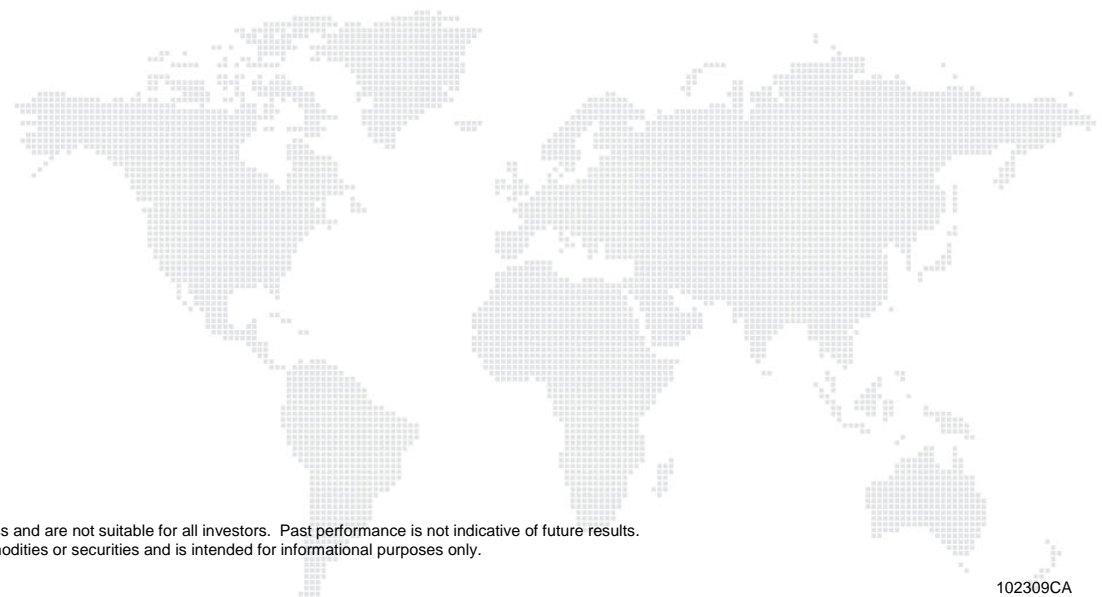 s and are not suitable for all investors. Past performance is not indicative of future results.
odities or securities and is intended for informational purposes only.
102309CA